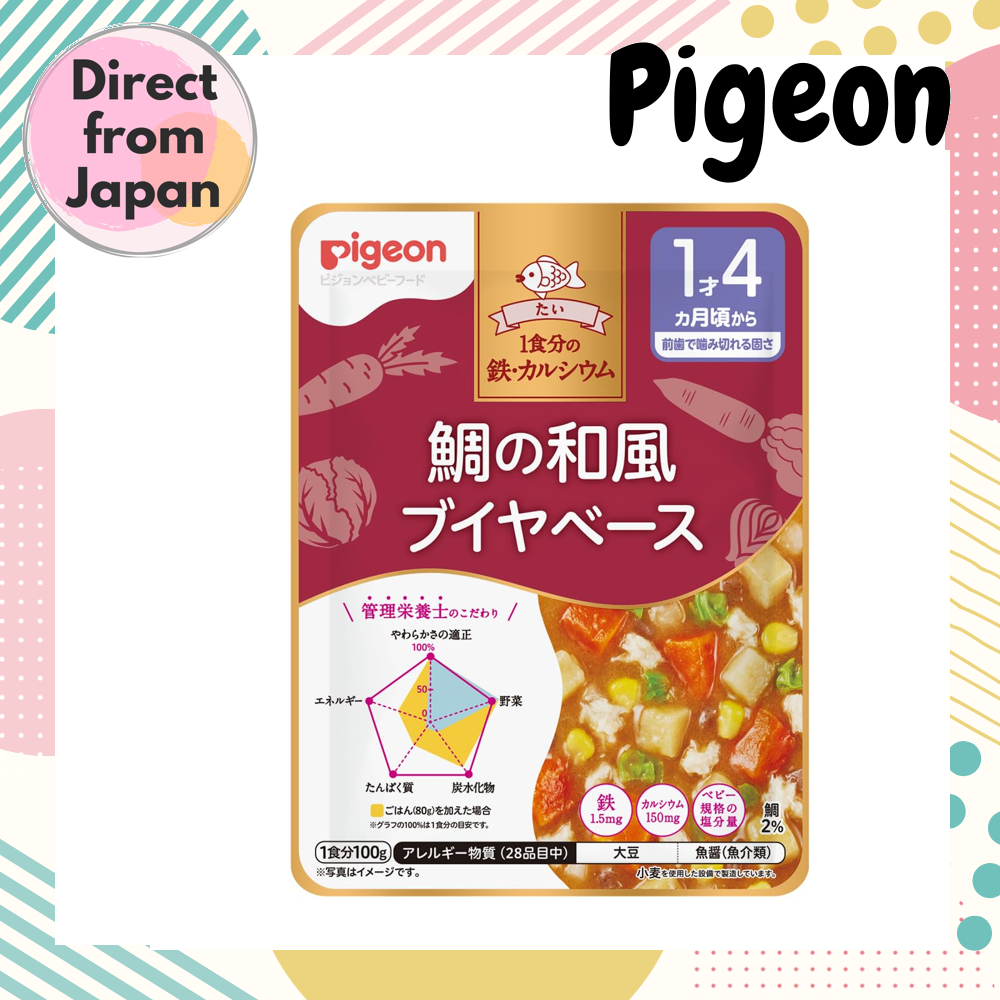 Direct
from
Japan
Pigeon
Pigeon
ピジョンベビーフード
たい
1食分の
鉄・カルシウム
1才4
ヵ月頃から
前歯で噛み切れる固さ
鯛の和風
ブイヤベース
管理栄養士のこだわり
やわらかさの適正
100%
50
0
エネルギー
野菜
たんぱく質
炭水化物
ごはん(80g)を加えた場合
※グラフの100%は1食分の目安です。
鉄
1.5mg
カルシウム
150mg
ベビー
規格の
塩分量
鯛
2%
1食分100g
アレルギー物質(28品目中)
大豆
魚醤(魚介類)
※写真はイメージです。
小麦を使用した設備で製造しています。